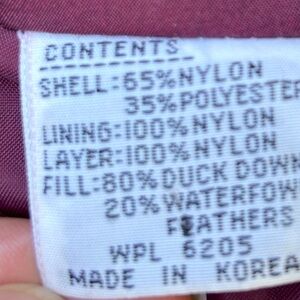 CONTENTS
SHELL:65%NYLON
35%POLYESTER
LINING:100%NYLON
LAYER:100%NYLON
FILL:80%DUCK DOWN
20%WATERFOW
FEATHERS
WPL 6205
MADE IN KOREA